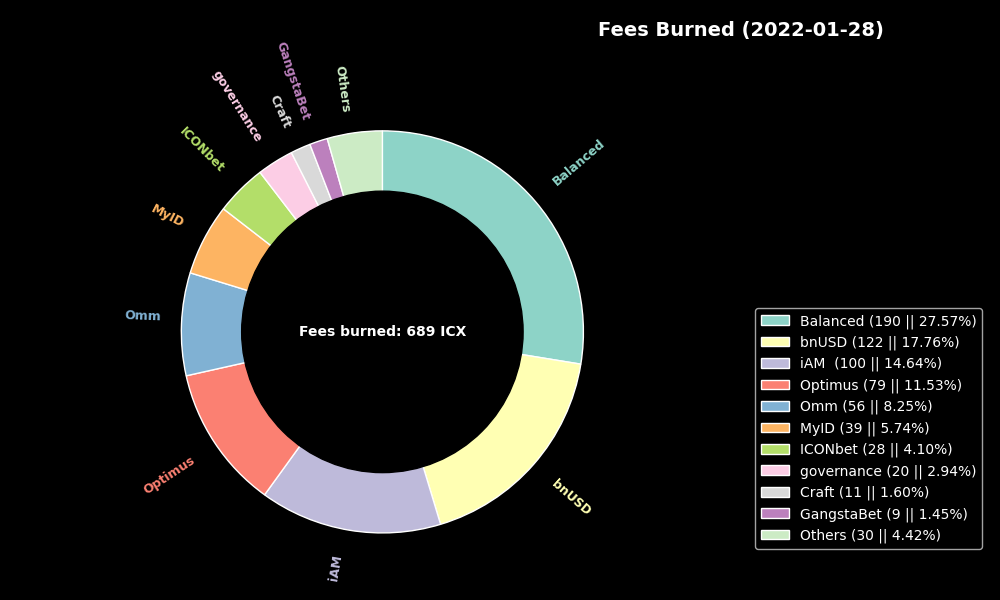 Fees Burned (2022-01-28)
GangstaBet
Others
governance
Craft
ICONbet
Balanced
MyID
Omm
Fees burned: 689 ICX
Optimus
bnUSD
iAM
Balanced (190 || 27.57%)
bnUSD (122 || 17.76%)
iAM  (100 || 14.64%)
Optimus (79 || 11.53%)
Omm (56 || 8.25%)
MyID (39 || 5.74%)
ICONbet (28 || 4.10%)
governance (20 || 2.94%)
Craft (11 || 1.60%)
GangstaBet (9 || 1.45%)
Others (30 || 4.42%)